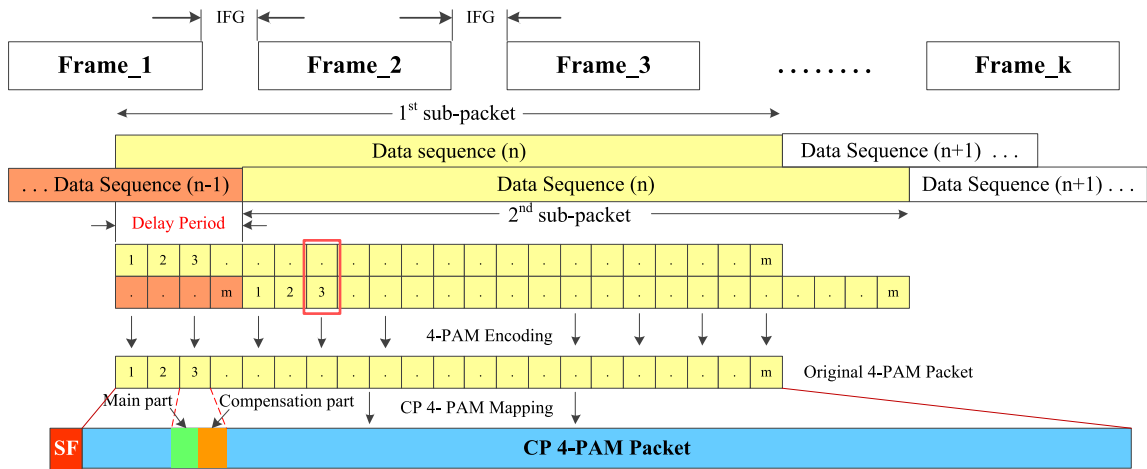 IFG IFG
Frame_1 Frame_2 Frame_3 . . . . . . . . Frame_k
1st sub-packet
Data sequence (n) Data sequence (n+1) . . .
. . . Data Sequence (n-1) Data Sequence (n) Data Sequence (n+1) . . .
Delay Period 2nd sub-packet
1 2 3 . . . . . . . . . . . . . . . . . m
. . . m 1 2 3 . . . . . . . . . . . . . . . . . m
4-PAM Encoding
1 2 3 . . . . . . . . . . . . . . . . . m Original 4-PAM Packet
Main part Compensation part CP 4- PAM Mapping
SF CP 4-PAM Packet